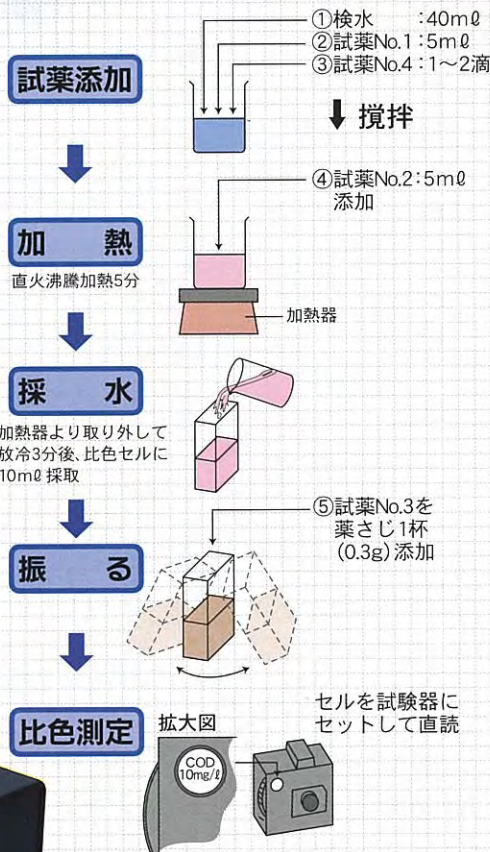 試薬添加
①検水　:40mℓ
②試薬No.1:5mℓ
③試薬No.4:1〜2滴
撹拌
④試薬No.2:5mℓ
添加
加　熱
直火沸騰加熱5分
加熱器
採　水
加熱器より取り外して
放冷3分後、比色セルに
10mℓ 採取
⑤試薬No.3を
薬さじ1杯
(0.3g)添加
振　る
比色測定
拡大図
COD
10mg/ℓ
セルを試験器に
セットして直読